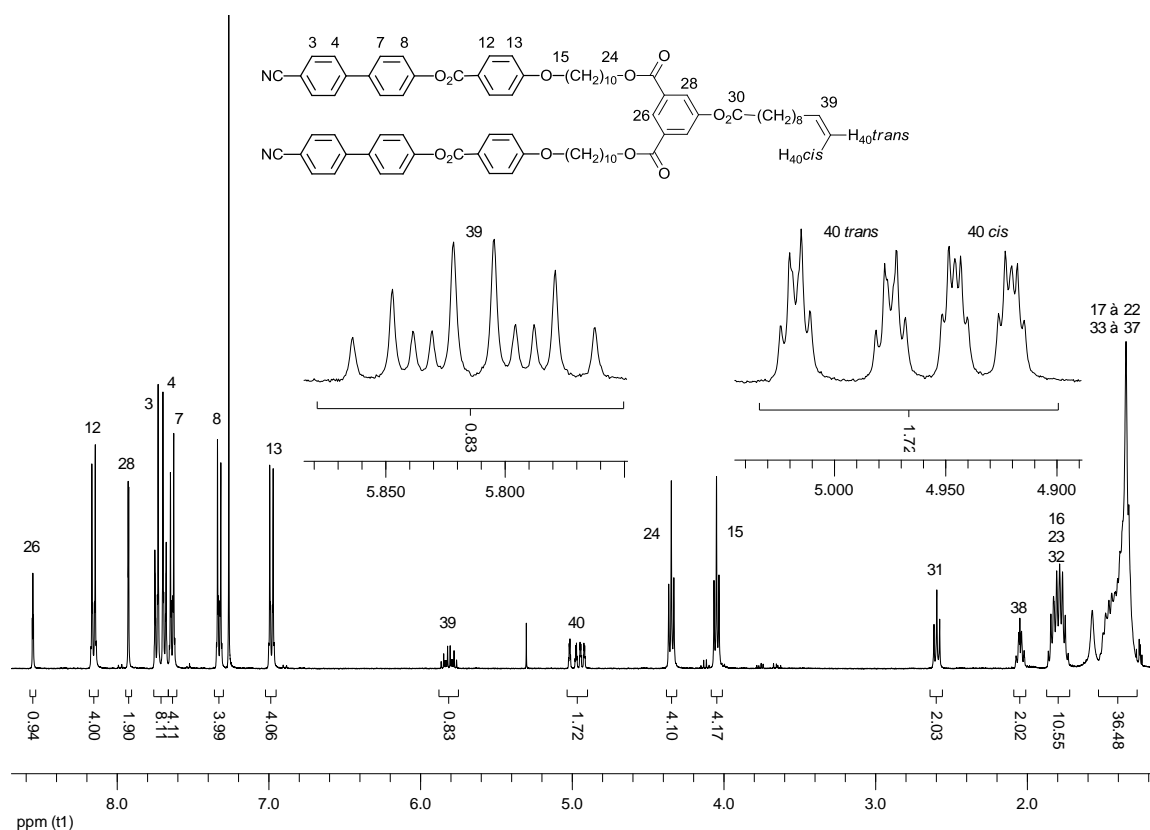 3 4 7 8 12 13
15 24
NC O₂C O (CH₂)₁₀ O O
28
26
30
39
O₂C (CH₂)₈
H₄₀trans
H₄₀cis
NC O₂C O (CH₂)₁₀ O O
39
40 trans 40 cis
17 à 22
33 à 37
0.83
1.72
5.850 5.800
5.000 4.950 4.900
26
12
28
3
4
7
8
13
39
40
24
15
31
38
16
23
32
0.94 4.00 1.90 8.11 4.11 3.99 4.06 0.83 1.72 4.10 4.17 2.03 2.02 10.55 36.48
8.0 7.0 6.0 5.0 4.0 3.0 2.0
ppm (t1)